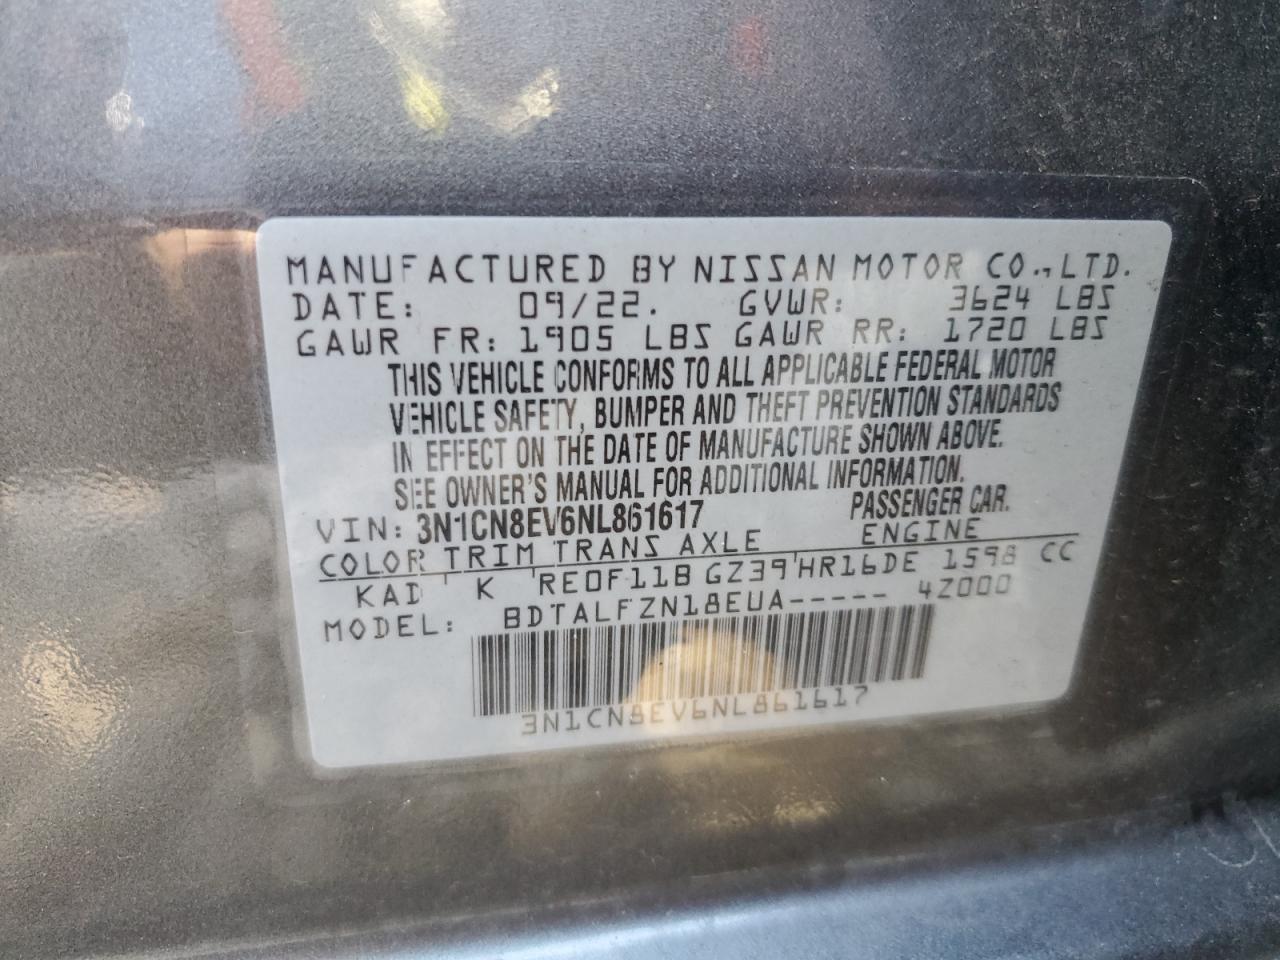 MANUFACTURED BY NISSAN MOTOR CO., LTD.
DATE: 09/22. GVWR: 3624 LBS
GAWR FR: 1905 LBS GAWR RR: 1720 LBS
THIS VEHICLE CONFORMS TO ALL APPLICABLE FEDERAL MOTOR
VEHICLE SAFETY, BUMPER AND THEFT PREVENTION STANDARDS
IN EFFECT ON THE DATE OF MANUFACTURE SHOWN ABOVE.
SEE OWNER'S MANUAL FOR ADDITIONAL INFORMATION.
VIN: 3N1CN8EV6NL861617 PASSENGER CAR.
COLOR TRIM TRANS AXLE ENGINE
KAD K RE0F11B GZ39 HR16DE 1598 CC
MODEL: BDTALFZN18EUA----- 4Z000
3N1CN8EV6NL861617